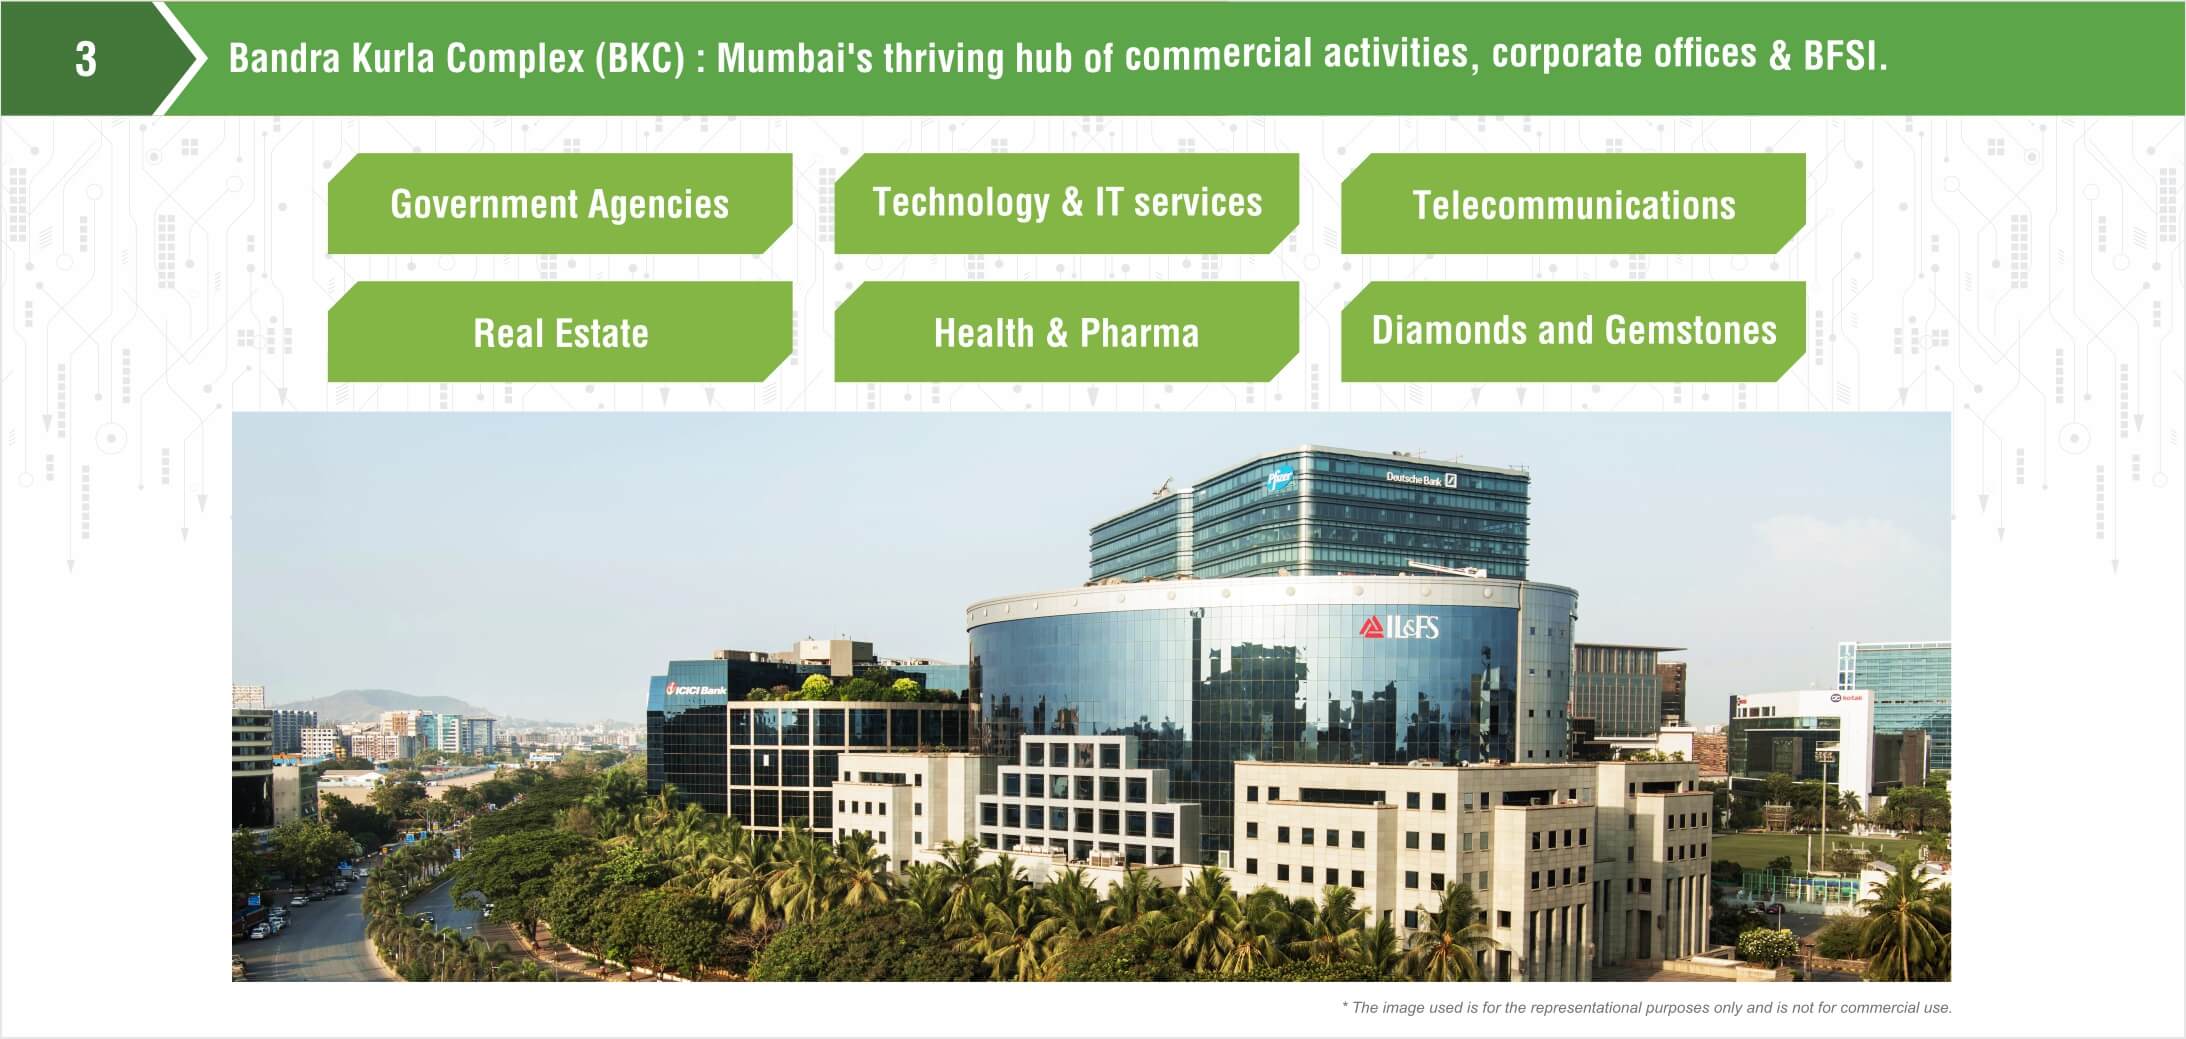 3
Bandra Kurla Complex (BKC) : Mumbai's thriving hub of commercial activities, corporate offices & BFSI.
Government Agencies
Technology & IT services
Telecommunications
Real Estate
Health & Pharma
Diamonds and Gemstones
Pfizer
Deutsche Bank
IL&FS
ICICI Bank
kotak
* The image used is for the representational purposes only and is not for commercial use.